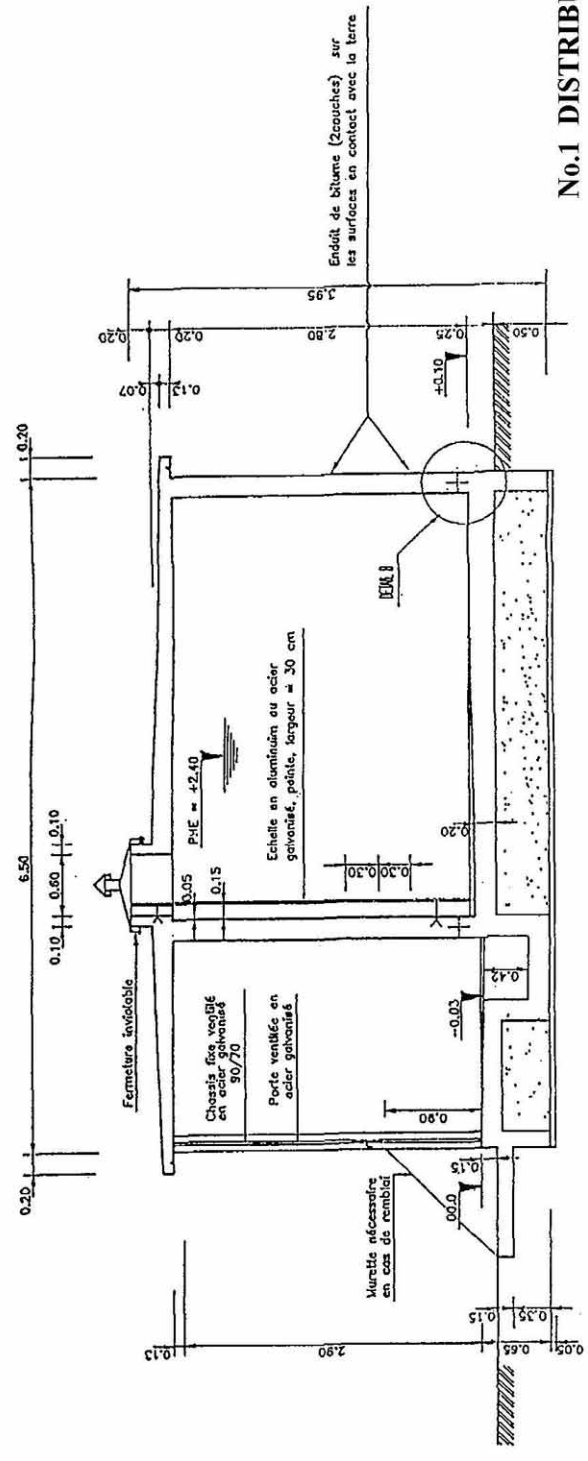 0.20
6.50
0.20
0.10
0.60
0.10
0.07
0.13
0.20
0.20
2.80
0.25
0.50
3.95
Fermeture inviolable
Chassis fixe ventilé
en acier galvanisé
90/70
Porte ventilée en
acier galvanisé
0.05
0.15
PHE = +2.40
Echelle en aluminuim ou acier
galvanisé, peinte, largeur = 30 cm
0.30
0.30
Enduit de bitume (2couches) sur
les surfaces en contact avec la terre
+0.10
DETAIL B
0.20
0.42
-0.03
0.90
0.15
00.0
Murette nécessaire
en cas de remblai
0.13
2.90
0.65
0.15
0.35
0.05
No.1 DISTRIB